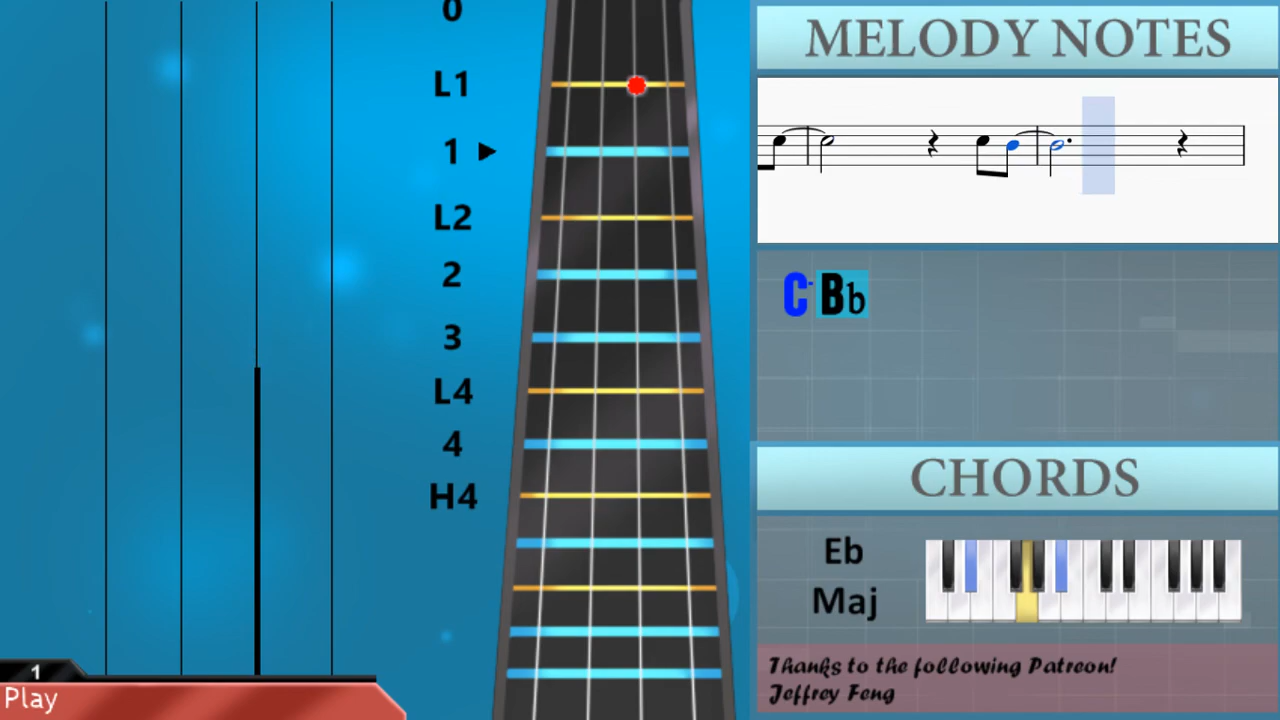 0
L1
1 ►
L2
2
3
L4
4
H4
MELODY NOTES
C Bb
CHORDS
Eb
Maj
Thanks to the following Patreon!
Jeffrey Feng
1
Play